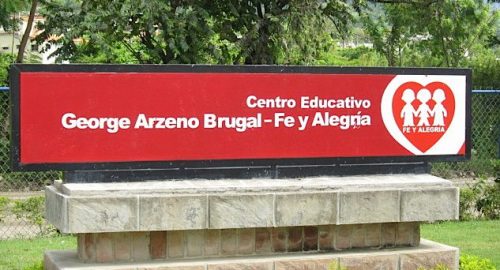 Centro Educativo
George Arzeno Brugal - Fe y Alegría
FE Y ALEGRIA